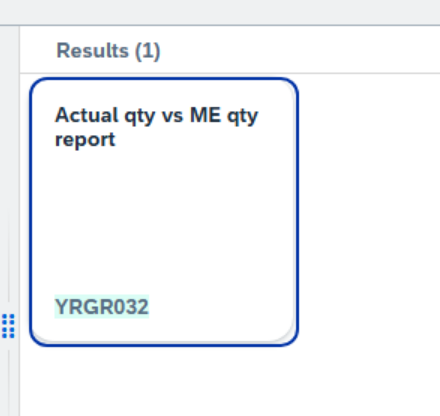 Results (1)
Actual qty vs ME qty
report
YRGR032